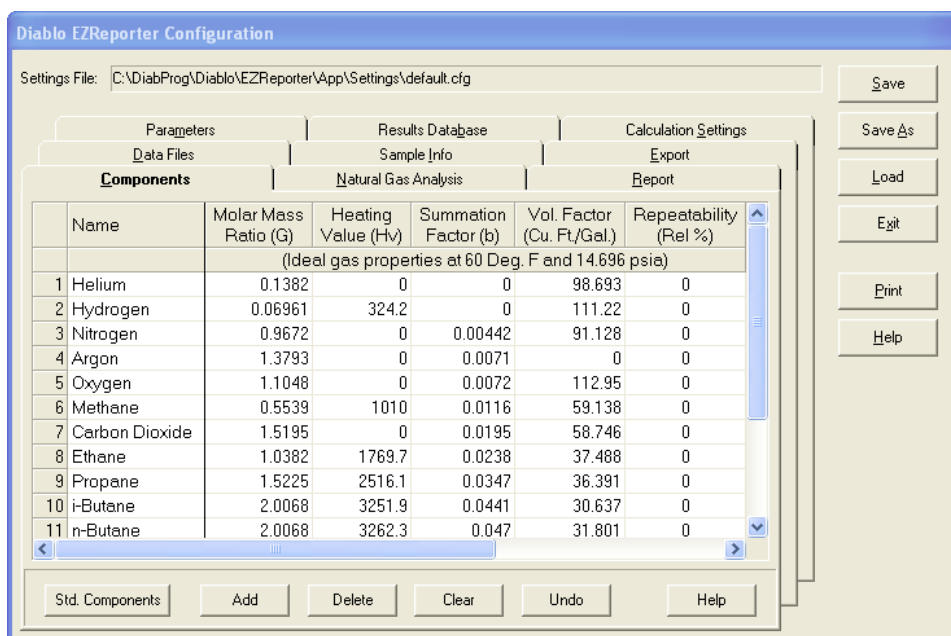 Diablo EZReporter Configuration
Settings File: C:\DiabProg\Diablo\EZReporter\App\Settings\default.cfg
Save
Parameters Results Database Calculation Settings Save As
Data Files Sample Info Export
Components Natural Gas Analysis Report Load
Name Molar Mass Ratio (G) Heating Value (Hv) Summation Factor (b) Vol. Factor (Cu. Ft./Gal.) Repeatability (Rel %)
Exit
(Ideal gas properties at 60 Deg. F and 14.696 psia)
1 Helium 0.1382 0 0 98.693 0
Print
2 Hydrogen 0.06961 324.2 0 111.22 0
3 Nitrogen 0.9672 0 0.00442 91.128 0
Help
4 Argon 1.3793 0 0.0071 0 0
5 Oxygen 1.1048 0 0.0072 112.95 0
6 Methane 0.5539 1010 0.0116 59.138 0
7 Carbon Dioxide 1.5195 0 0.0195 58.746 0
8 Ethane 1.0382 1769.7 0.0238 37.488 0
9 Propane 1.5225 2516.1 0.0347 36.391 0
10 i-Butane 2.0068 3251.9 0.0441 30.637 0
11 n-Butane 2.0068 3262.3 0.047 31.801 0
Std. Components Add Delete Clear Undo Help